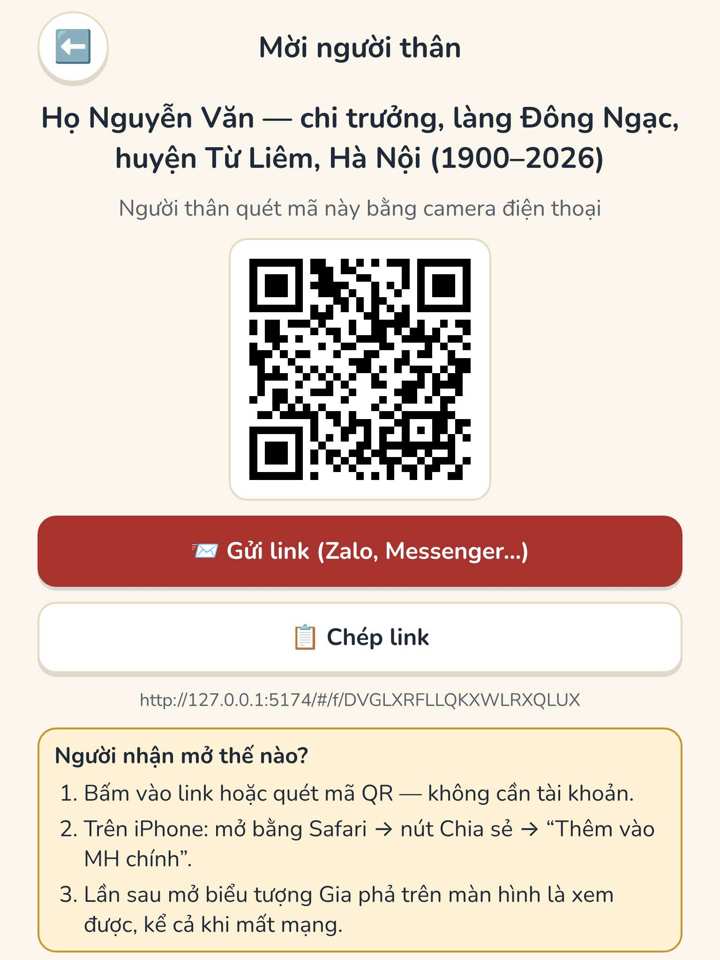 Mời người thân
Họ Nguyễn Văn — chi trưởng, làng Đông Ngạc,
huyện Từ Liêm, Hà Nội (1900–2026)
Người thân quét mã này bằng camera điện thoại
Gửi link (Zalo, Messenger...)
Chép link
http://127.0.0.1:5174/#/f/DVGLXRFLLQKXWLRXQLUX
Người nhận mở thế nào?
1. Bấm vào link hoặc quét mã QR — không cần tài khoản.
2. Trên iPhone: mở bằng Safari → nút Chia sẻ → “Thêm vào
MH chính”.
3. Lần sau mở biểu tượng Gia phả trên màn hình là xem
được, kể cả khi mất mạng.